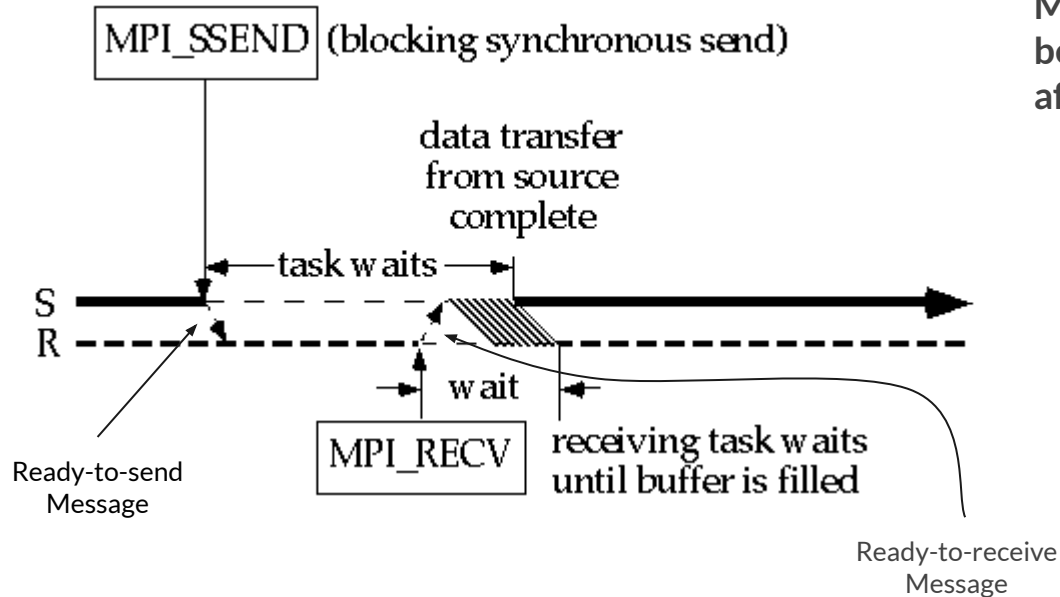 MPI_SSEND (blocking synchronous send)
data transfer
from source
complete
task waits
S
R
wait
MPI_RECV
receiving task waits
until buffer is filled
Ready-to-send
Message
Ready-to-receive
Message